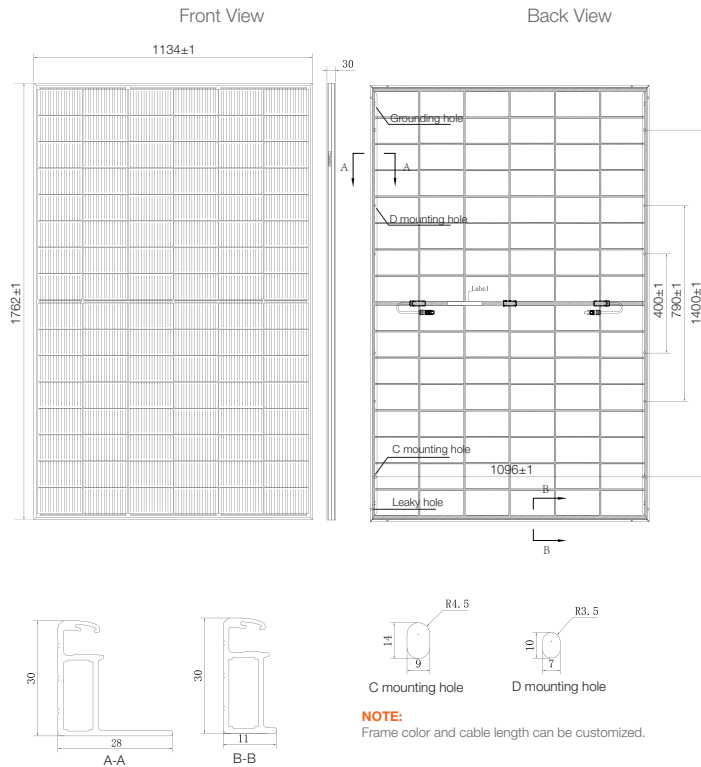 Front View
Back View
1134±1
30
1762±1
Grounding hole
A
A
D mounting hole
Label
400±1
790±1
1400±1
C mounting hole
1096±1
B
Leaky hole
B
30
28
A-A
30
11
B-B
R4.5
14
9
C mounting hole
R3.5
10
7
D mounting hole
NOTE:
Frame color and cable length can be customized.